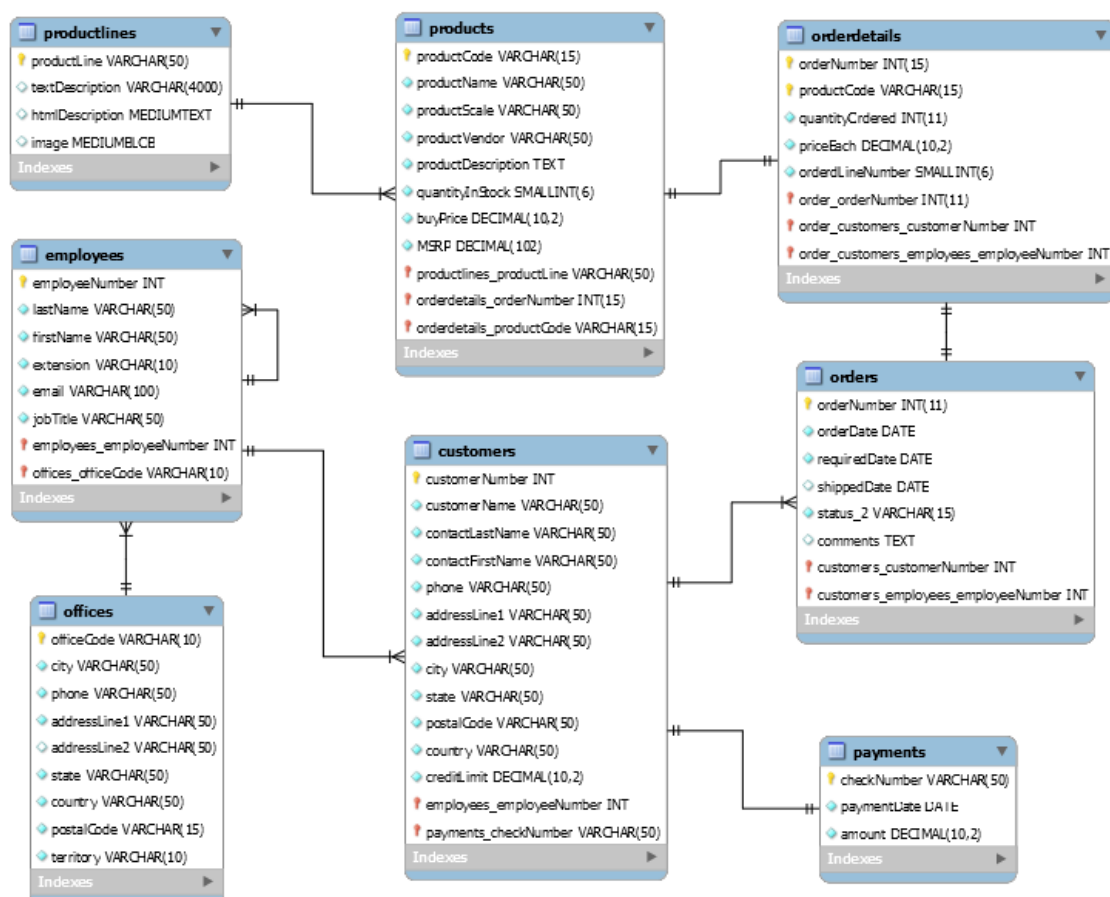 productlines
productLine VARCHAR(50)
textDescription VARCHAR(4000)
htmlDescription MEDIUMTEXT
image MEDIUMBLCB
Indexes
products
productCode VARCHAR(15)
productName VARCHAR(50)
productScale VARCHAR(50)
productVendor VARCHAR(50)
productDescription TEXT
quantityInStock SMALLINT(6)
buyPrice DECIMAL(10,2)
MSRP DECIMAL(102)
productlines_productLine VARCHAR(50)
orderdetails_orderNumber INT(15)
orderdetails_productCode VARCHAR(15)
Indexes
orderdetails
orderNumber INT(15)
productCode VARCHAR(15)
quantityCrdered INT(11)
priceEach DECIMAL(10,2)
orderdLineNumber SMALLINT(6)
order_orderNumber INT(11)
order_customers_customerNumber INT
order_customers_employees_employeeNumber INT
Indexes
employees
employeeNumber INT
lastName VARCHAR(50)
firstName VARCHAR(50)
extension VARCHAR(10)
email VARCHAR(100)
jobTitle VARCHAR(50)
employees_employeeNumber INT
offices_officeCode VARCHAR(10)
Indexes
customers
customerNumber INT
customerName VARCHAR(50)
contactLastName VARCHAR(50)
contactFirstName VARCHAR(50)
phone VARCHAR(50)
addressLine1 VARCHAR(50)
addressLine2 VARCHAR(50)
city VARCHAR(50)
state VARCHAR(50)
postalCode VARCHAR(50)
country VARCHAR(50)
creditLimit DECIMAL(10,2)
employees_employeeNumber INT
payments_checkNumber VARCHAR(50)
Indexes
orders
orderNumber INT(11)
orderDate DATE
requiredDate DATE
shippedDate DATE
status_2 VARCHAR(15)
comments TEXT
customers_customerNumber INT
customers_employees_employeeNumber INT
Indexes
offices
officeCode VARCHAR(10)
city VARCHAR(50)
phone VARCHAR(50)
addressLine1 VARCHAR(50)
addressLine2 VARCHAR(50)
state VARCHAR(50)
country VARCHAR(50)
postalCode VARCHAR(15)
territory VARCHAR(10)
Indexes
payments
checkNumber VARCHAR(50)
paymentDate DATE
amount DECIMAL(10,2)
Indexes